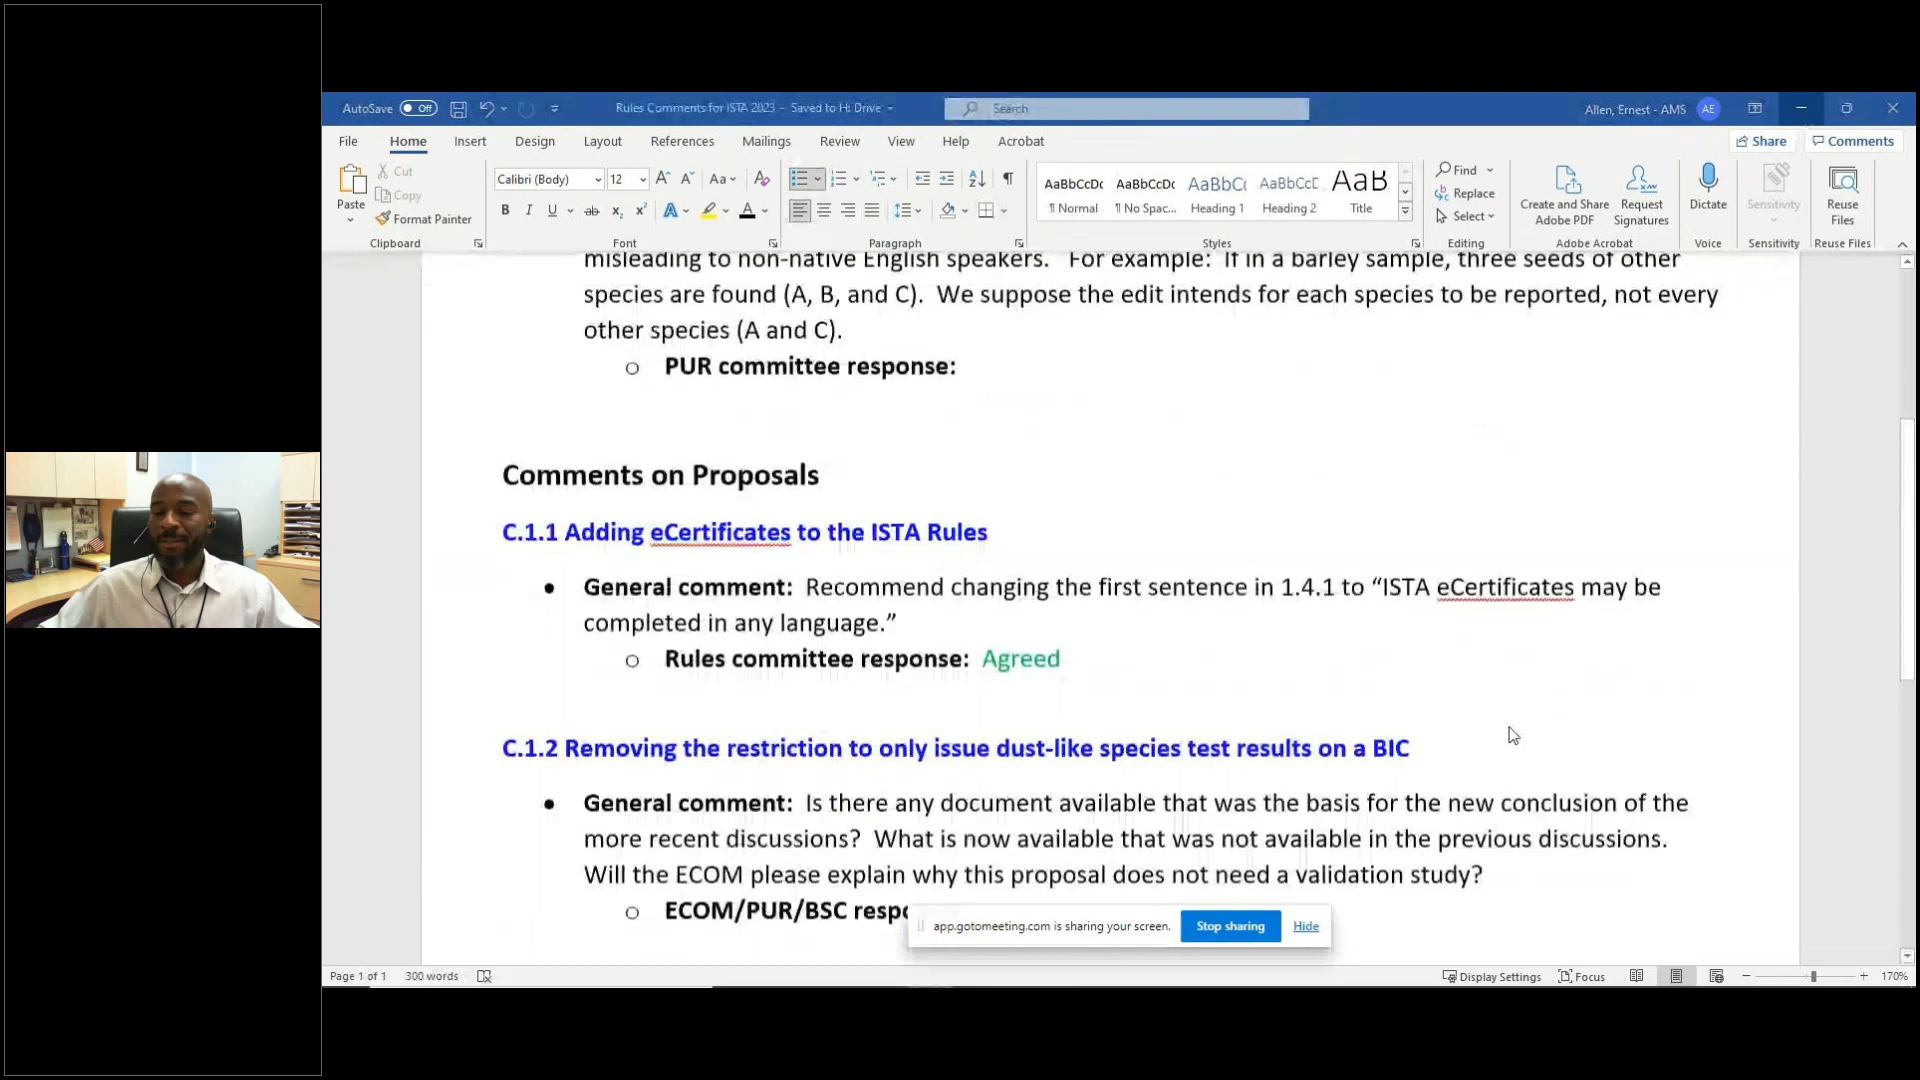 AutoSave Off Rules Comments for ISTA 2023 – Saved to H: Drive Search Allen, Ernest - AMS AE
File Home Insert Design Layout References Mailings Review View Help Acrobat Share Comments
Paste Cut Copy Format Painter Clipboard
Calibri (Body) 12 Font
Paragraph
AaBbCcDc AaBbCcDc AaBbC AaBbCcD AaB
¶ Normal ¶ No Spac... Heading 1 Heading 2 Title
Styles
Find Replace Select Editing
Create and Share Adobe PDF Request Signatures Adobe Acrobat
Dictate Voice
Sensitivity Sensitivity
Reuse Files Reuse Files
misleading to non-native English speakers. For example: If in a barley sample, three seeds of other
species are found (A, B, and C). We suppose the edit intends for each species to be reported, not every
other species (A and C).
o PUR committee response:
Comments on Proposals
C.1.1 Adding eCertificates to the ISTA Rules
• General comment: Recommend changing the first sentence in 1.4.1 to “ISTA eCertificates may be
completed in any language.”
o Rules committee response: Agreed
C.1.2 Removing the restriction to only issue dust-like species test results on a BIC
• General comment: Is there any document available that was the basis for the new conclusion of the
more recent discussions? What is now available that was not available in the previous discussions.
Will the ECOM please explain why this proposal does not need a validation study?
o ECOM/PUR/BSC respo
app.gotomeeting.com is sharing your screen. Stop sharing Hide
Page 1 of 1 300 words Display Settings Focus 170%